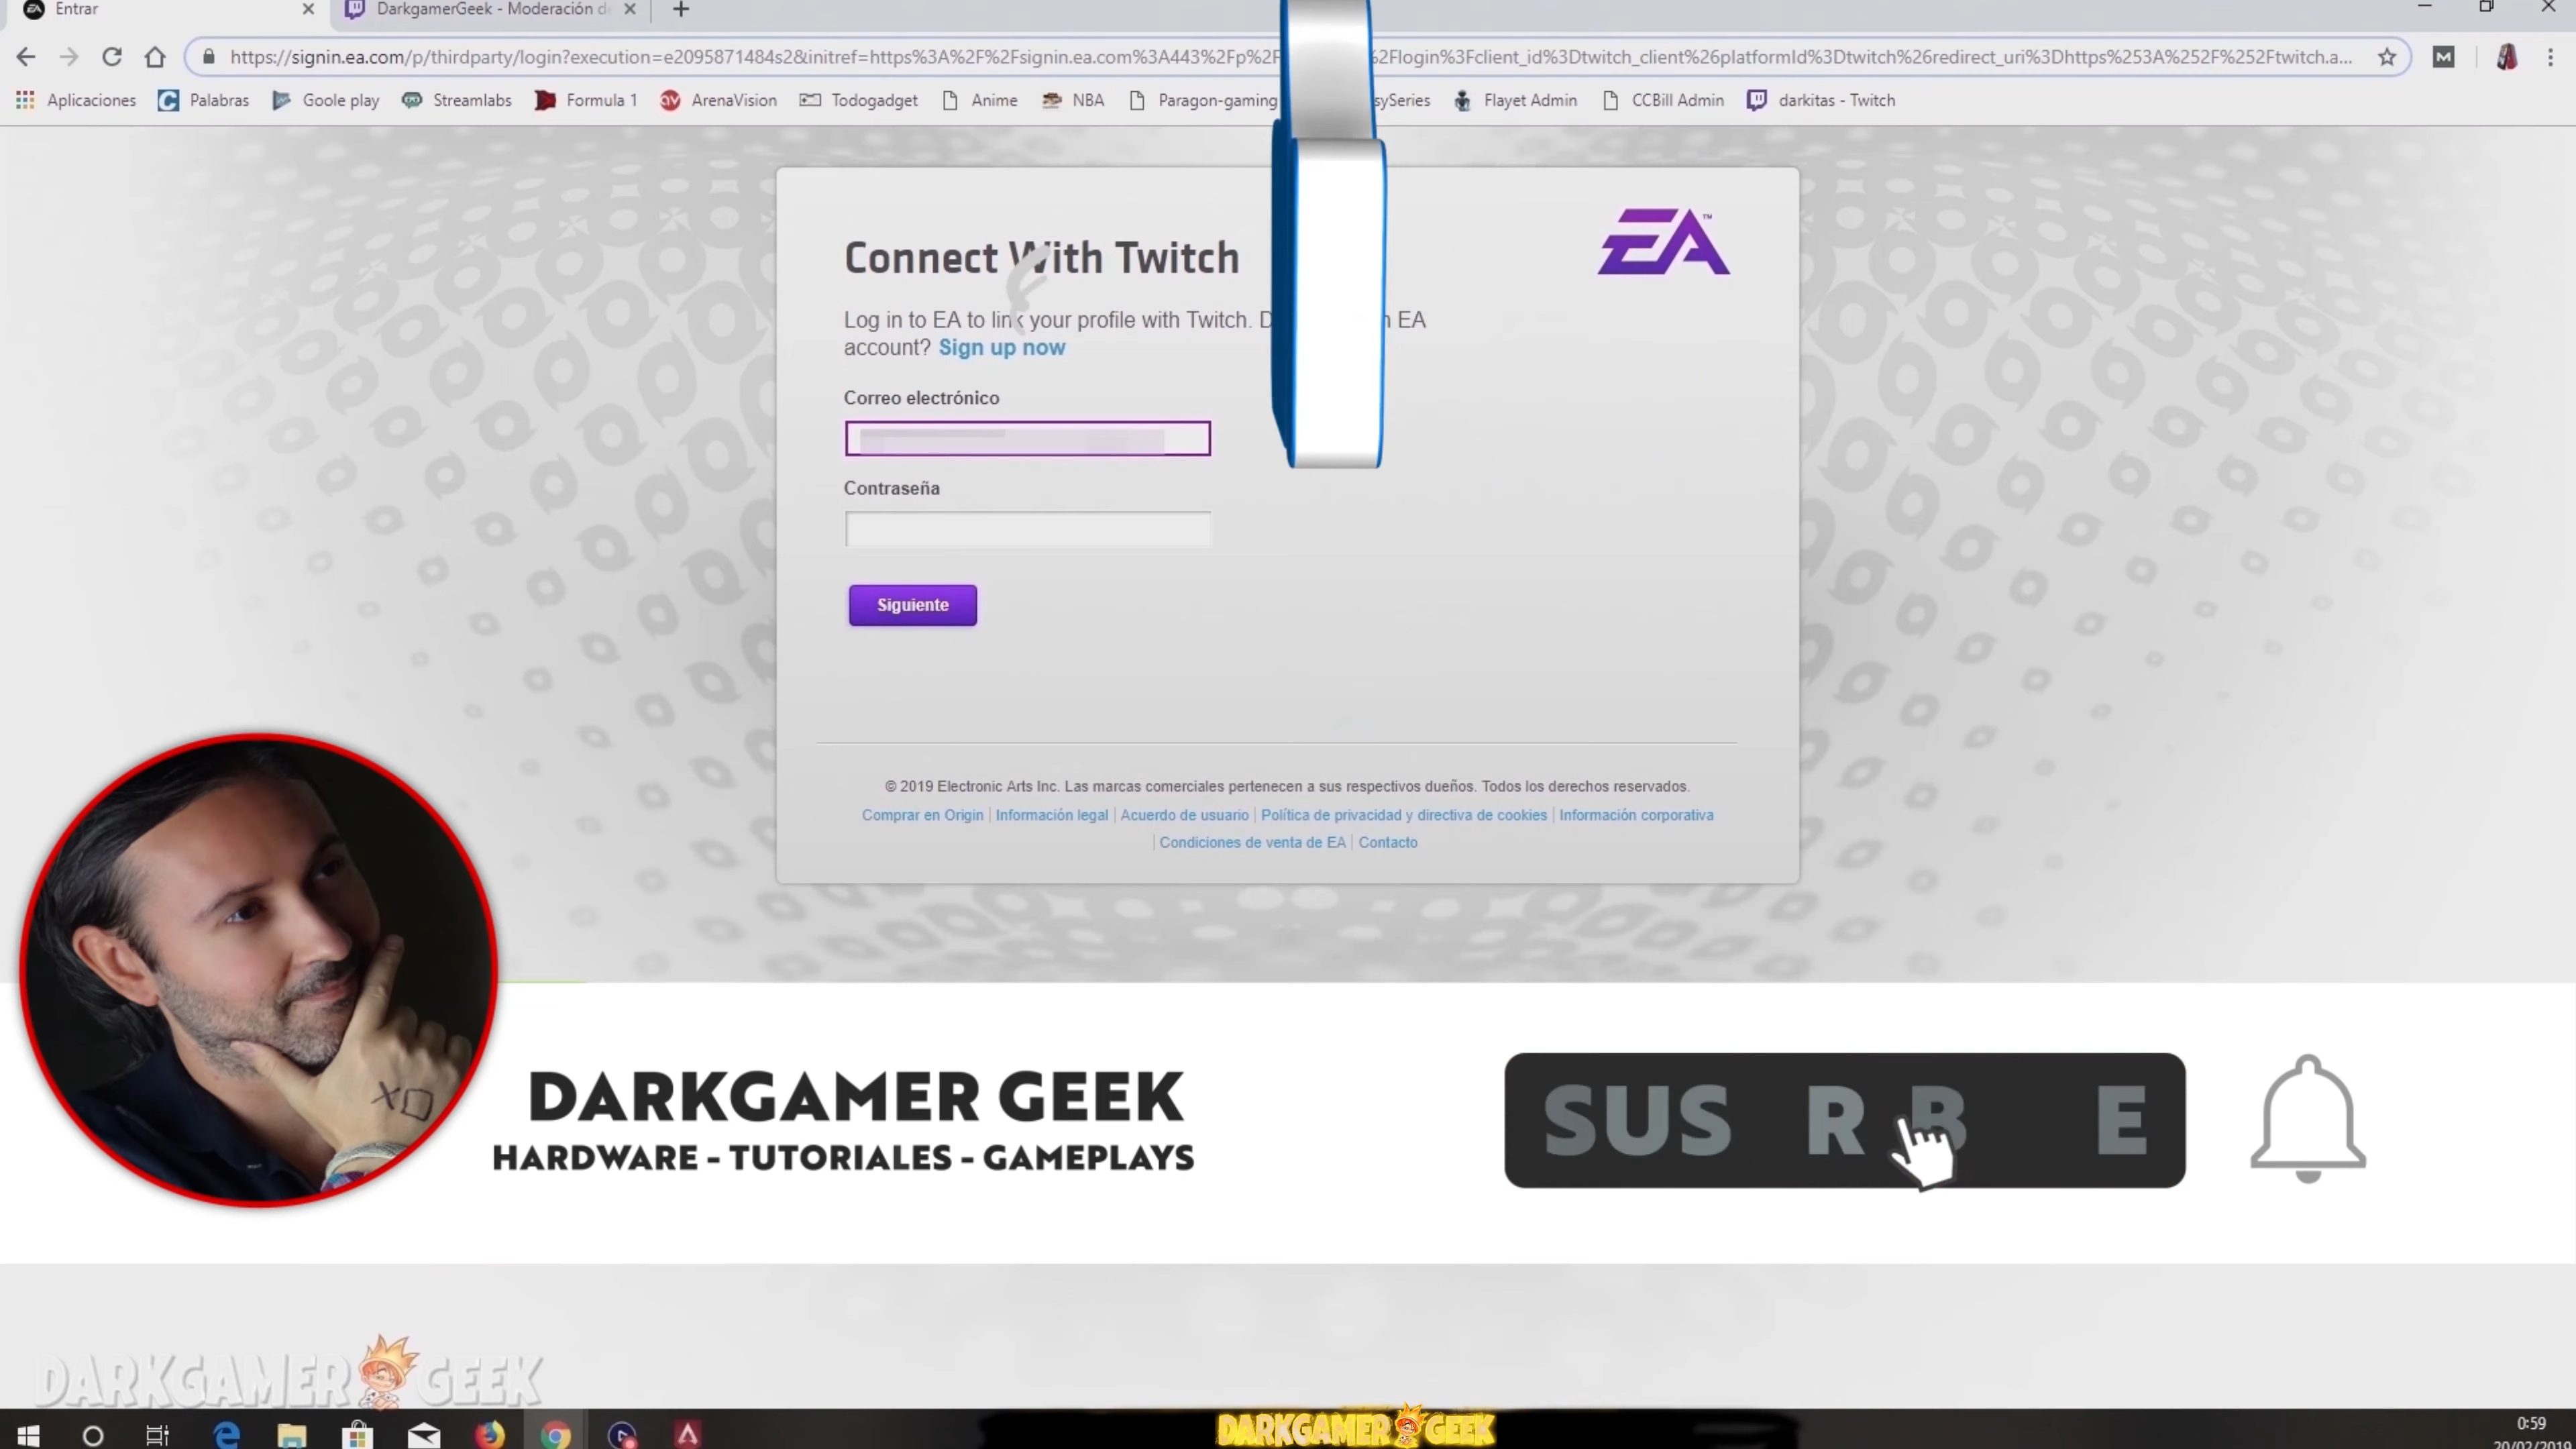 Entrar
DarkgamerGeek - Moderación d
https://signin.ea.com/p/thirdparty/login?execution=e2095871484s2&initref=https%3A%2F%2Fsignin.ea.com%3A443%2Fp%2F %2Flogin%3Fclient_id%3Dtwitch_client%26platformId%3Dtwitch%26redirect_uri%3Dhttps%253A%252F%252Ftwitch.a...
Aplicaciones Palabras Goole play Streamlabs Formula 1 ArenaVision Todogadget Anime NBA Paragon-gaming sySeries Flayet Admin CCBill Admin darkitas - Twitch
EA™
Connect With Twitch
Log in to EA to link your profile with Twitch. D n EA
account? Sign up now
Correo electrónico
Contraseña
Siguiente
© 2019 Electronic Arts Inc. Las marcas comerciales pertenecen a sus respectivos dueños. Todos los derechos reservados.
Comprar en Origin | Información legal | Acuerdo de usuario | Política de privacidad y directiva de cookies | Información corporativa
| Condiciones de venta de EA | Contacto
DARKGAMER GEEK
HARDWARE - TUTORIALES - GAMEPLAYS
SUS R B E
DARKGAMER GEEK
DARKGAMER GEEK
0:59
20/02/2019